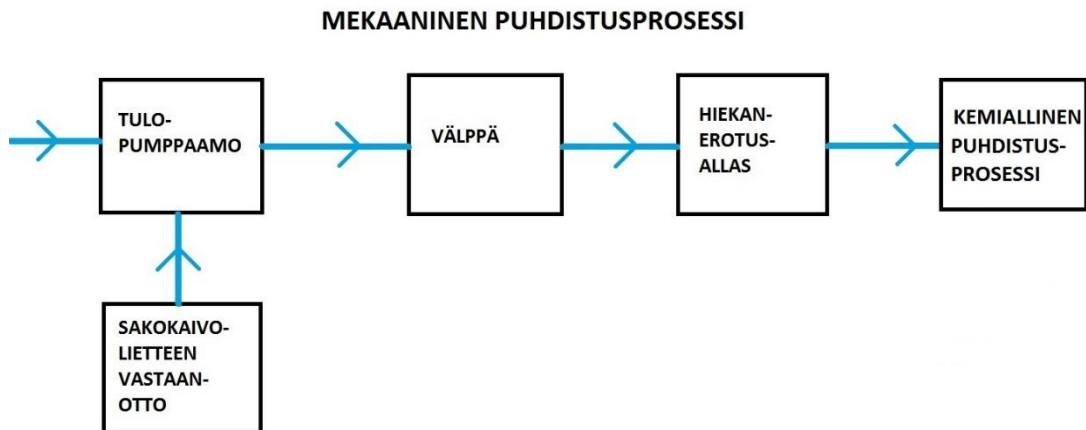 MEKAANINEN PUHDISTUSPROSESSI
TULO-
PUMPPAAMO
VÄLPPÄ
HIEKAN-
EROTUS-
ALLAS
KEMIALLINEN
PUHDISTUS-
PROSESSI
SAKOKAIVO-
LIETTEEN
VASTAAN-
OTTO